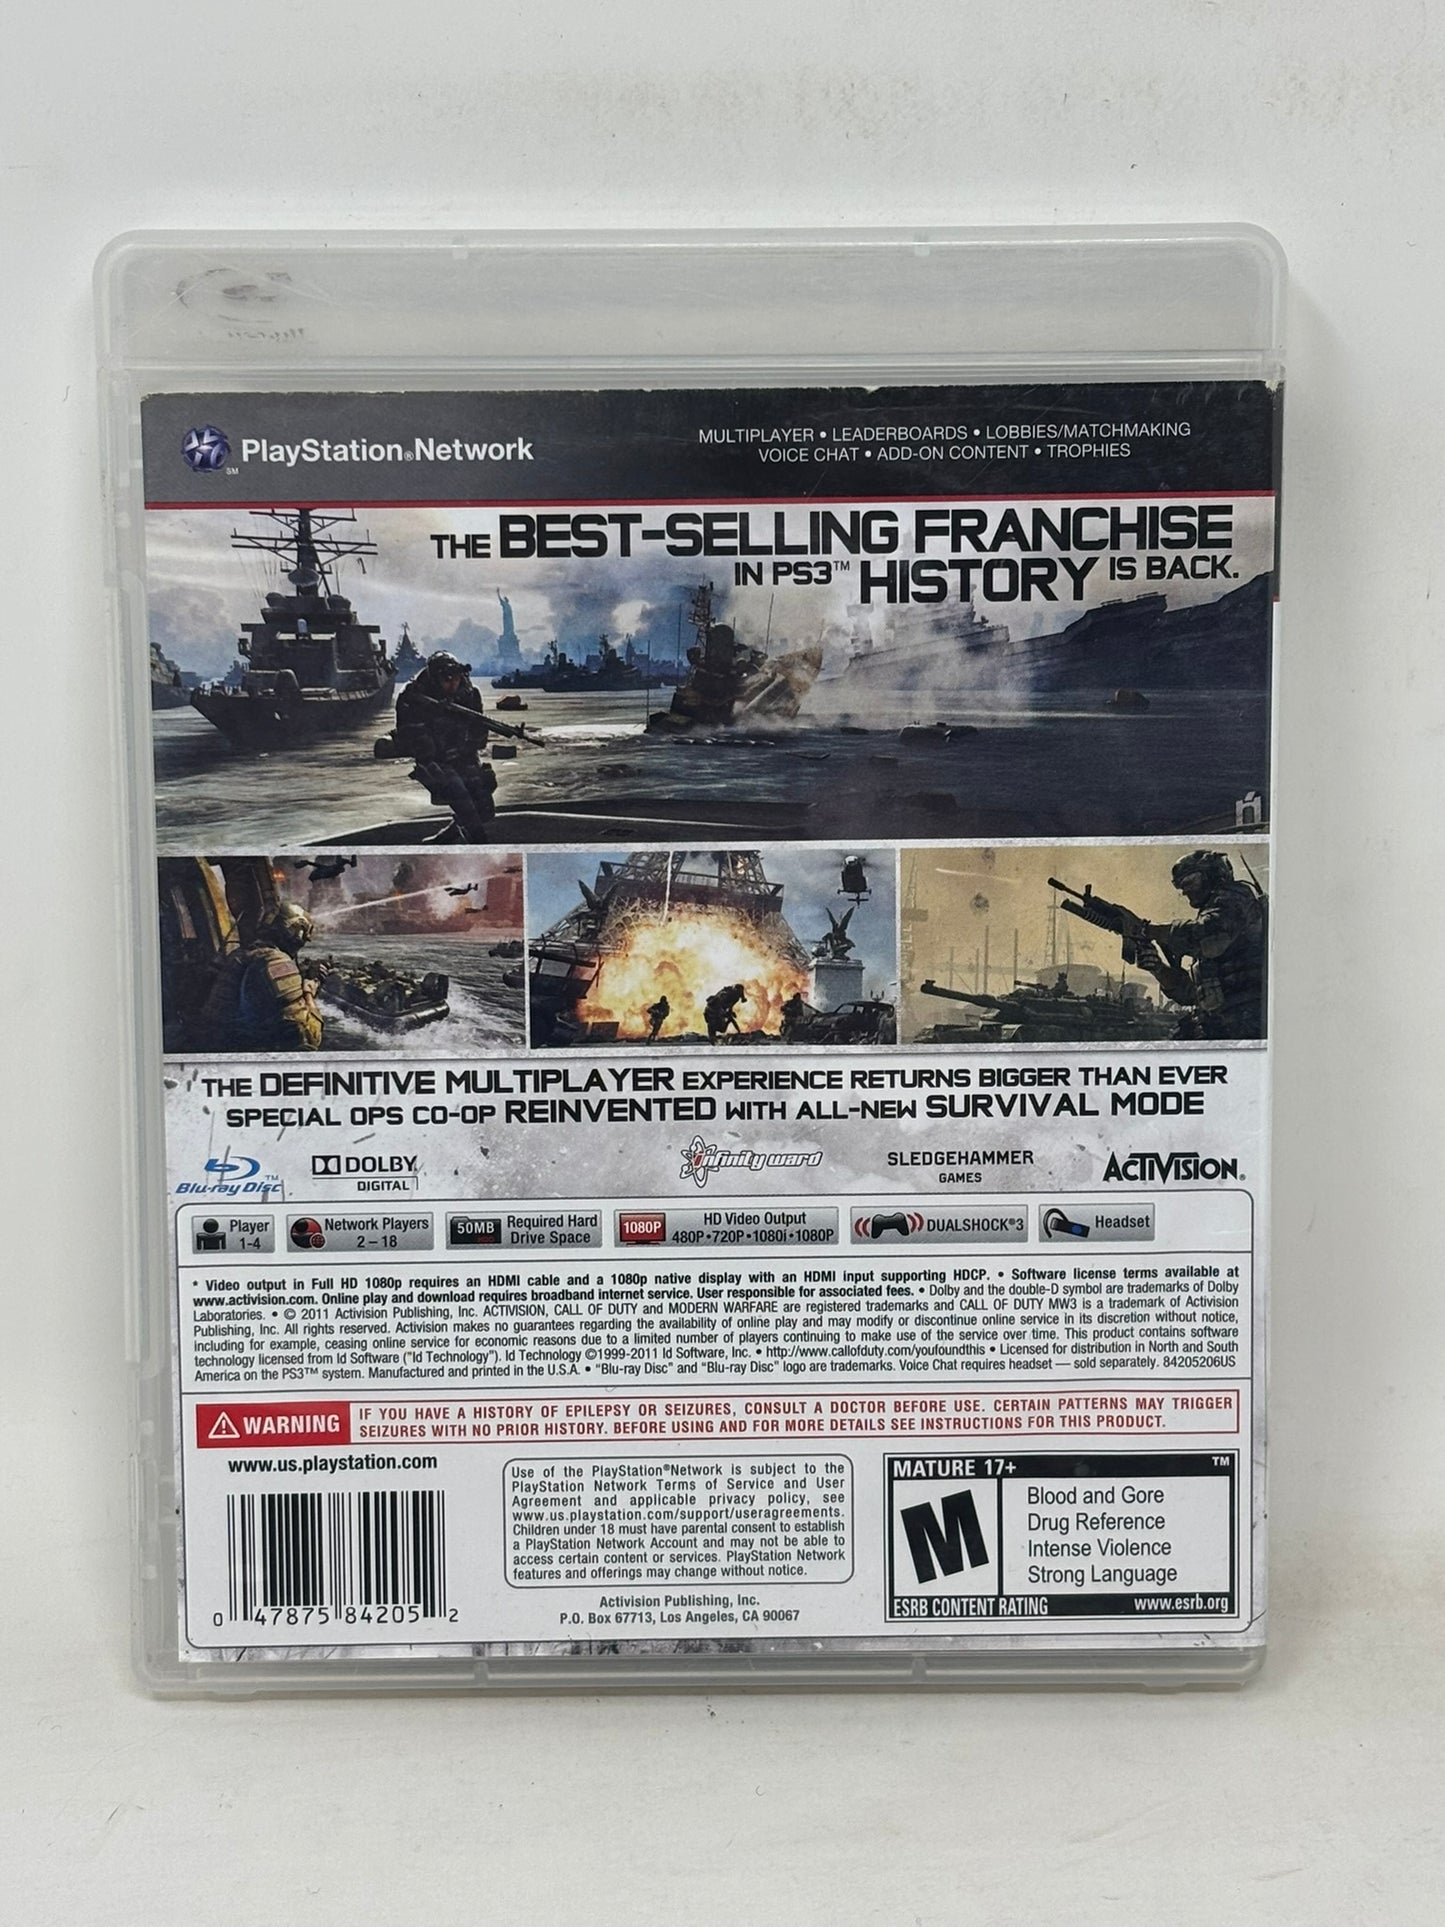 PlayStation®Network
SM
MULTIPLAYER • LEADERBOARDS • LOBBIES/MATCHMAKING
VOICE CHAT • ADD-ON CONTENT • TROPHIES
THE BEST-SELLING FRANCHISE
IN PS3™ HISTORY IS BACK.
THE DEFINITIVE MULTIPLAYER EXPERIENCE RETURNS BIGGER THAN EVER
SPECIAL OPS CO-OP REINVENTED WITH ALL-NEW SURVIVAL MODE
Blu-ray Disc™
DOLBY
DIGITAL
infinity ward
SLEDGEHAMMER
GAMES
ACTIVISION®
Player
1-4
Network Players
2 – 18
50MB
HDD
Required Hard
Drive Space
1080P
HD Video Output
480P•720P•1080i•1080P
DUALSHOCK®3
Headset
* Video output in Full HD 1080p requires an HDMI cable and a 1080p native display with an HDMI input supporting HDCP. • Software license terms available at
www.activision.com. Online play and download requires broadband internet service. User responsible for associated fees. • Dolby and the double-D symbol are trademarks of Dolby
Laboratories. • © 2011 Activision Publishing, Inc. ACTIVISION, CALL OF DUTY and MODERN WARFARE are registered trademarks and CALL OF DUTY MW3 is a trademark of Activision
Publishing, Inc. All rights reserved. Activision makes no guarantees regarding the availability of online play and may modify or discontinue online service in its discretion without notice,
including for example, ceasing online service for economic reasons due to a limited number of players continuing to make use of the service over time. This product contains software
technology licensed from Id Software ("Id Technology"). Id Technology ©1999-2011 Id Software, Inc. • http://www.callofduty.com/youfoundthis • Licensed for distribution in North and South
America on the PS3™ system. Manufactured and printed in the U.S.A. • "Blu-ray Disc" and "Blu-ray Disc" logo are trademarks. Voice Chat requires headset — sold separately. 84205206US
WARNING
IF YOU HAVE A HISTORY OF EPILEPSY OR SEIZURES, CONSULT A DOCTOR BEFORE USE. CERTAIN PATTERNS MAY TRIGGER
SEIZURES WITH NO PRIOR HISTORY. BEFORE USING AND FOR MORE DETAILS SEE INSTRUCTIONS FOR THIS PRODUCT.
www.us.playstation.com
0 47875 84205 2
Use of the PlayStation®Network is subject to the
PlayStation Network Terms of Service and User
Agreement and applicable privacy policy, see
www.us.playstation.com/support/useragreements.
Children under 18 must have parental consent to establish
a PlayStation Network Account and may not be able to
access certain content or services. PlayStation Network
features and offerings may change without notice.
Activision Publishing, Inc.
P.O. Box 67713, Los Angeles, CA 90067
MATURE 17+
TM
M
Blood and Gore
Drug Reference
Intense Violence
Strong Language
ESRB CONTENT RATING
www.esrb.org